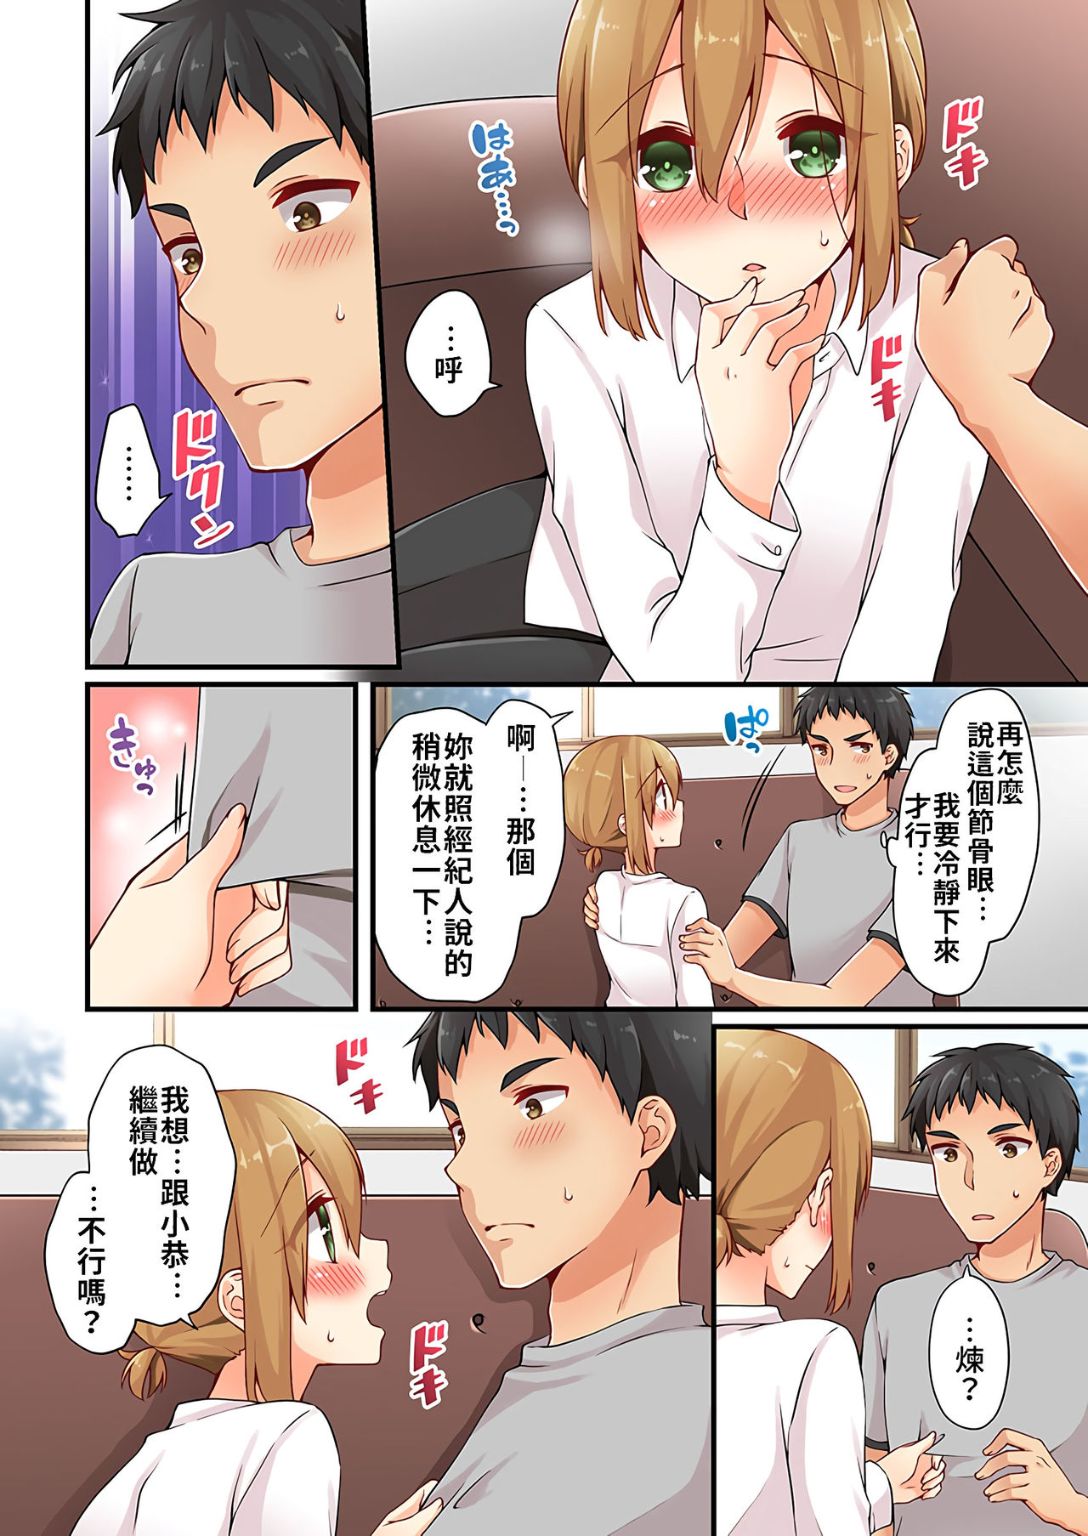 ドキ
はぁ…っ
…呼
ドキ
ドクン
……
再怎麼
說這個節骨眼…
我要冷靜下來
才行…
ぱっ
啊──…那個
妳就照經紀人說的
稍微休息一下…
きゅっ
…煉？
ドキ
我想…跟小恭…
繼續做
…不行嗎？
ドキ